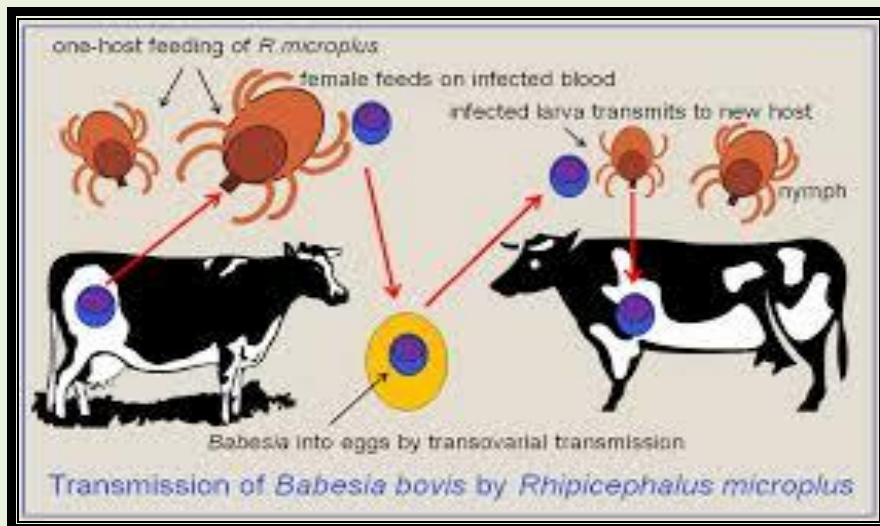 one-host feeding of R microplus
female feeds on infected blood
infected larva transmits to new host
nymph
Babesia into eggs by transovarial transmission
Transmission of Babesia bovis by Rhipicephalus microplus